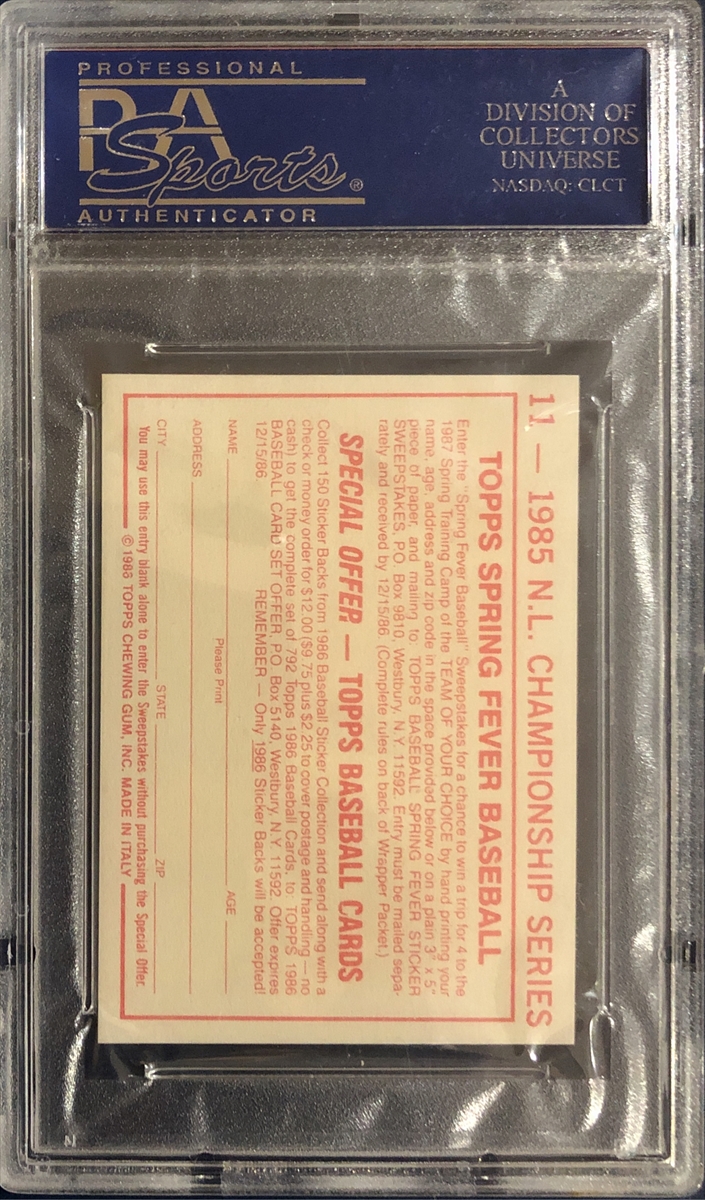 PROFESSIONAL
PSA
Sports®
AUTHENTICATOR
A
DIVISION OF
COLLECTORS
UNIVERSE
NASDAQ: CLCT
11 — 1985 N.L. CHAMPIONSHIP SERIES
TOPPS SPRING FEVER BASEBALL
Enter the "Spring Fever Baseball" Sweepstakes for a chance to win a trip for 4 to the
1987 Spring Training Camp of the TEAM OF YOUR CHOICE by hand printing your
name, age, address and zip code in the space provided below or on a plain 3" x 5"
piece of paper, and mailing to: TOPPS BASEBALL SPRING FEVER STICKER
SWEEPSTAKES, P.O. Box 9810, Westbury, N.Y. 11592. Entry must be mailed sepa-
rately and received by 12/15/86. (Complete rules on back of Wrapper Packet.)
SPECIAL OFFER — TOPPS BASEBALL CARDS
Collect 150 Sticker Backs from 1986 Baseball Sticker Collection and send along with a
check or money order for $12.00 ($9.75 plus $2.25 to cover postage and handling — no
cash) to get the complete set of 792 Topps 1986 Baseball Cards, to: TOPPS 1986
BASEBALL CARD SET OFFER, P.O. Box 5140, Westbury, N.Y. 11592. Offer expires
12/15/86. REMEMBER — Only 1986 Sticker Backs will be accepted!
NAME AGE
Please Print
ADDRESS
CITY STATE ZIP
You may use this entry blank alone to enter the Sweepstakes without purchasing the Special Offer.
© 1986 TOPPS CHEWING GUM, INC. MADE IN ITALY